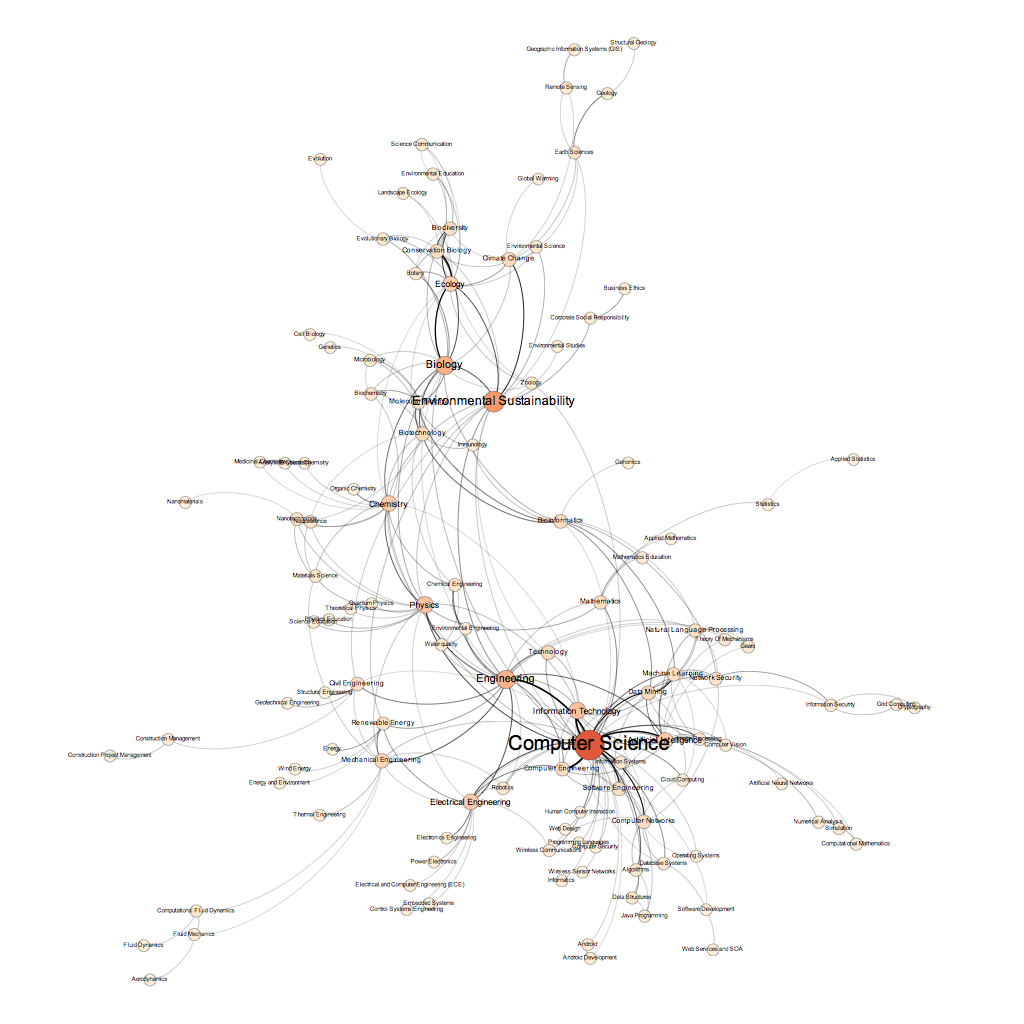 Structural Geology
Geographic Information Systems (GIS)
Remote Sensing
Geology
Science Communication
Earth Sciences
Evolution
Environmental Education
Global Warming
Landscape Ecology
Biodiversity
Evolutionary Biology
Environmental Science
Conservation Biology
Climate Change
Botany
Ecology
Business Ethics
Corporate Social Responsibility
Cell Biology
Genetics
Environmental Studies
Microbiology
Biology
Zoology
Biochemistry
Environmental Sustainability
Biotechnology
Immunology
Applied Statistics
Genomics
Organic Chemistry
Nanomaterials
Chemistry
Statistics
Nanotechnology
Bioinformatics
Applied Mathematics
Mathematics Education
Materials Science
Chemical Engineering
Quantum Physics
Theoretical Physics
Physics
Mathematics
Physics Education
Science Education
Environmental Engineering
Natural Language Processing
Theory Of Mechanisms
Water quality
Gears
Technology
Machine Learning
Network Security
Engineering
Civil Engineering
Structural Engineering
Data Mining
Geotechnical Engineering
Information Security
Grid Computing
Cryptography
Information Technology
Renewable Energy
Construction Management
Artificial Intelligence
Computer Vision
Computer Science
Energy
Construction Project Management
Mechanical Engineering
Information Systems
Wind Energy
Computer Engineering
Energy and Environment
Cloud Computing
Artificial Neural Networks
Robotics
Software Engineering
Electrical Engineering
Human Computer Interaction
Thermal Engineering
Computer Networks
Numerical Analysis
Simulation
Web Design
Electronics Engineering
Programming Languages
Computer Security
Computational Mathematics
Wireless Communications
Operating Systems
Power Electronics
Database Systems
Algorithms
Wireless Sensor Networks
Informatics
Electrical and Computer Engineering (ECE)
Data Structures
Embedded Systems
Control Systems Engineering
Computational Fluid Dynamics
Software Development
Java Programming
Fluid Mechanics
Fluid Dynamics
Android
Web Services and SOA
Android Development
Aerodynamics